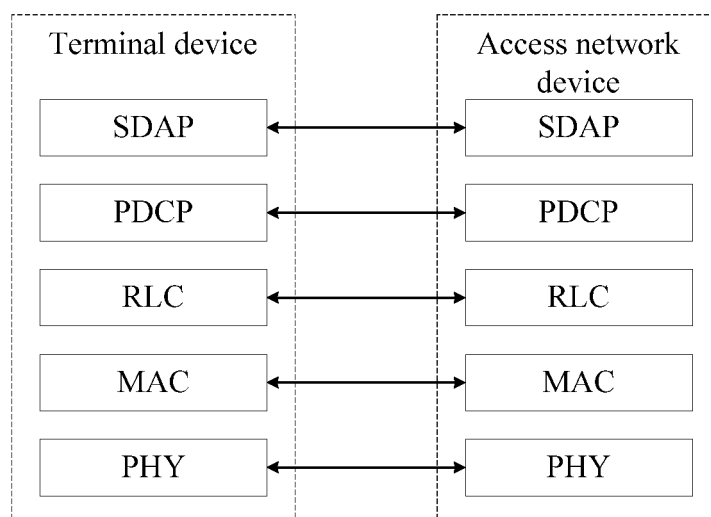 Terminal device
Access network
device
SDAP
SDAP
PDCP
PDCP
RLC
RLC
MAC
MAC
PHY
PHY